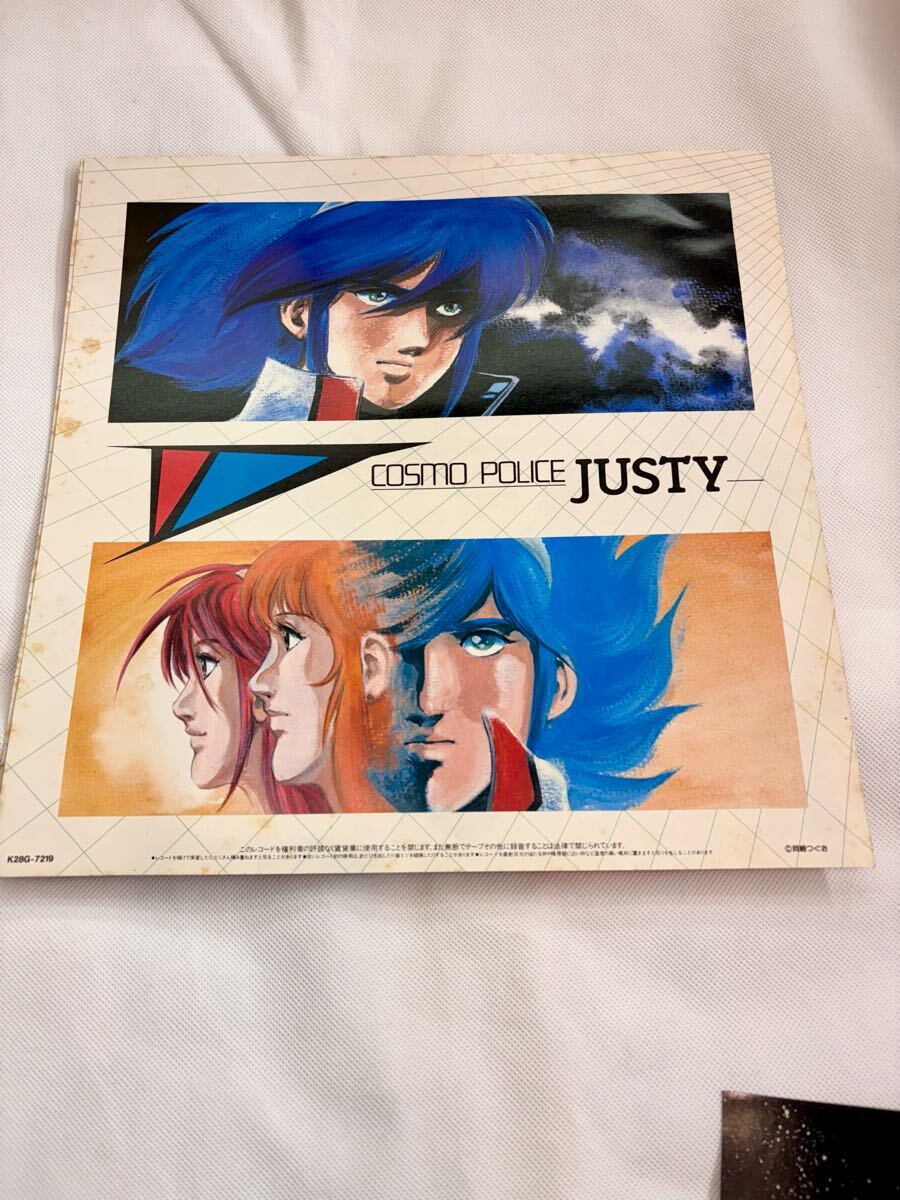 COSMO POLICE JUSTY
このレコードを権利者の許諾なく賃貸業に使用することを禁じます。また無断でテープその他に録音することは法律で禁じられています。
K28G-7219
©岡崎つぐお